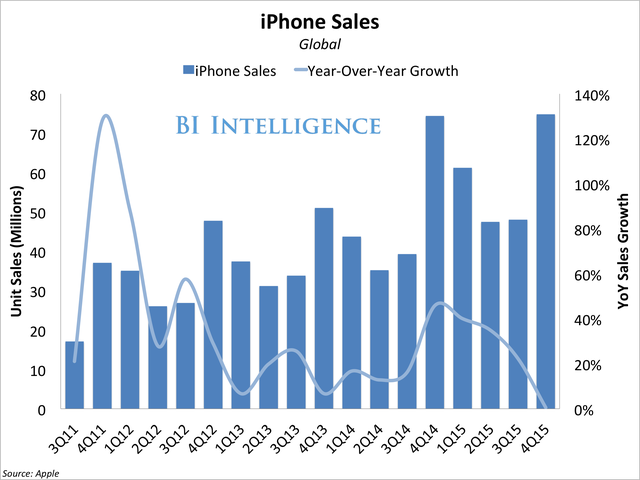 iPhone Sales
Global
iPhone Sales Year-Over-Year Growth
BI INTELLIGENCE
Unit Sales (Millions)
80
70
60
50
40
30
20
10
0
140%
120%
100%
80%
60%
40%
20%
0%
YoY Sales Growth
3Q11 4Q11 1Q12 2Q12 3Q12 4Q12 1Q13 2Q13 3Q13 4Q13 1Q14 2Q14 3Q14 4Q14 1Q15 2Q15 3Q15 4Q15
Source: Apple